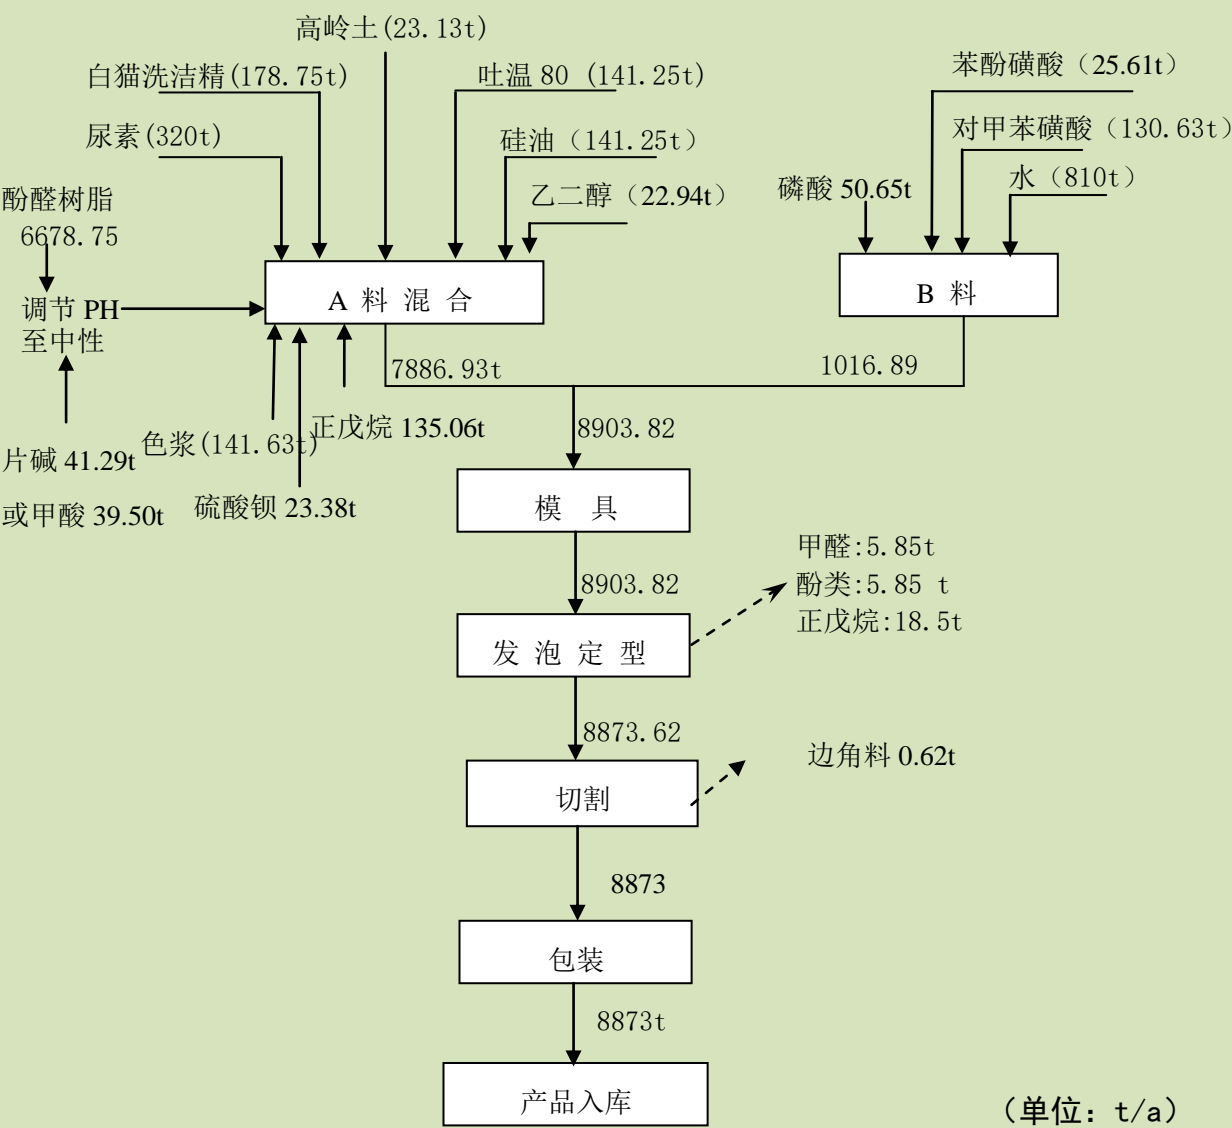 高岭土(23.13t)
白猫洗洁精(178.75t)
吐温 80 (141.25t)
苯酚磺酸（25.61t）
尿素(320t)
硅油（141.25t）
对甲苯磺酸（130.63t）
酚醛树脂
6678.75
乙二醇（22.94t）
磷酸 50.65t
水（810t）
调节 PH
至中性
A 料 混 合
B 料
7886.93t
1016.89
片碱 41.29t
或甲酸 39.50t
色浆(141.63t)
硫酸钡 23.38t
正戊烷 135.06t
8903.82
模 具
8903.82
甲醛:5.85t
酚类:5.85 t
正戊烷:18.5t
发 泡 定 型
8873.62
边角料 0.62t
切割
8873
包装
8873t
产品入库
（单位：t/a）